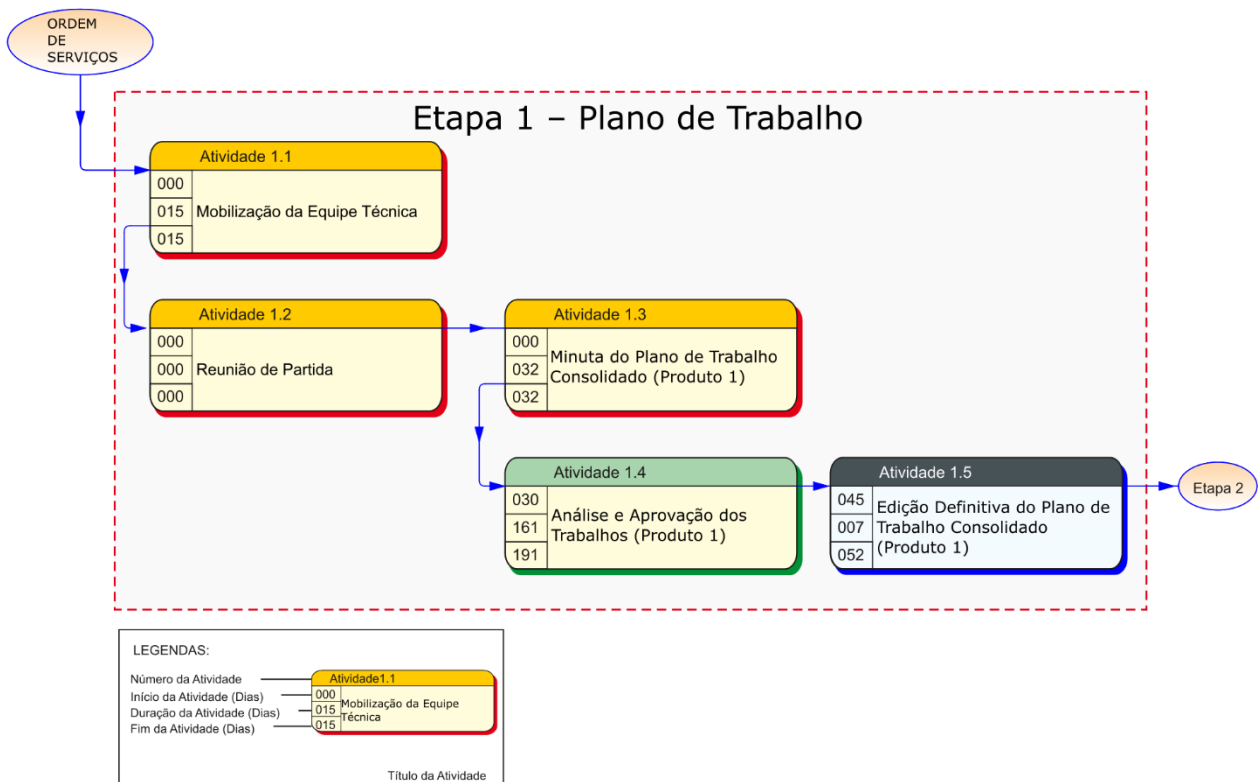 ORDEM
DE
SERVIÇOS
Etapa 1 – Plano de Trabalho
Atividade 1.1
000
015
015
Mobilização da Equipe Técnica
Atividade 1.2
000
000
000
Reunião de Partida
Atividade 1.3
000
032
032
Minuta do Plano de Trabalho
Consolidado (Produto 1)
Atividade 1.4
030
161
191
Análise e Aprovação dos
Trabalhos (Produto 1)
Atividade 1.5
045
007
052
Edição Definitiva do Plano de
Trabalho Consolidado
(Produto 1)
Etapa 2
LEGENDAS:
Número da Atividade
Início da Atividade (Dias)
Duração da Atividade (Dias)
Fim da Atividade (Dias)
Atividade1.1
000
015
015
Mobilização da Equipe
Técnica
Título da Atividade